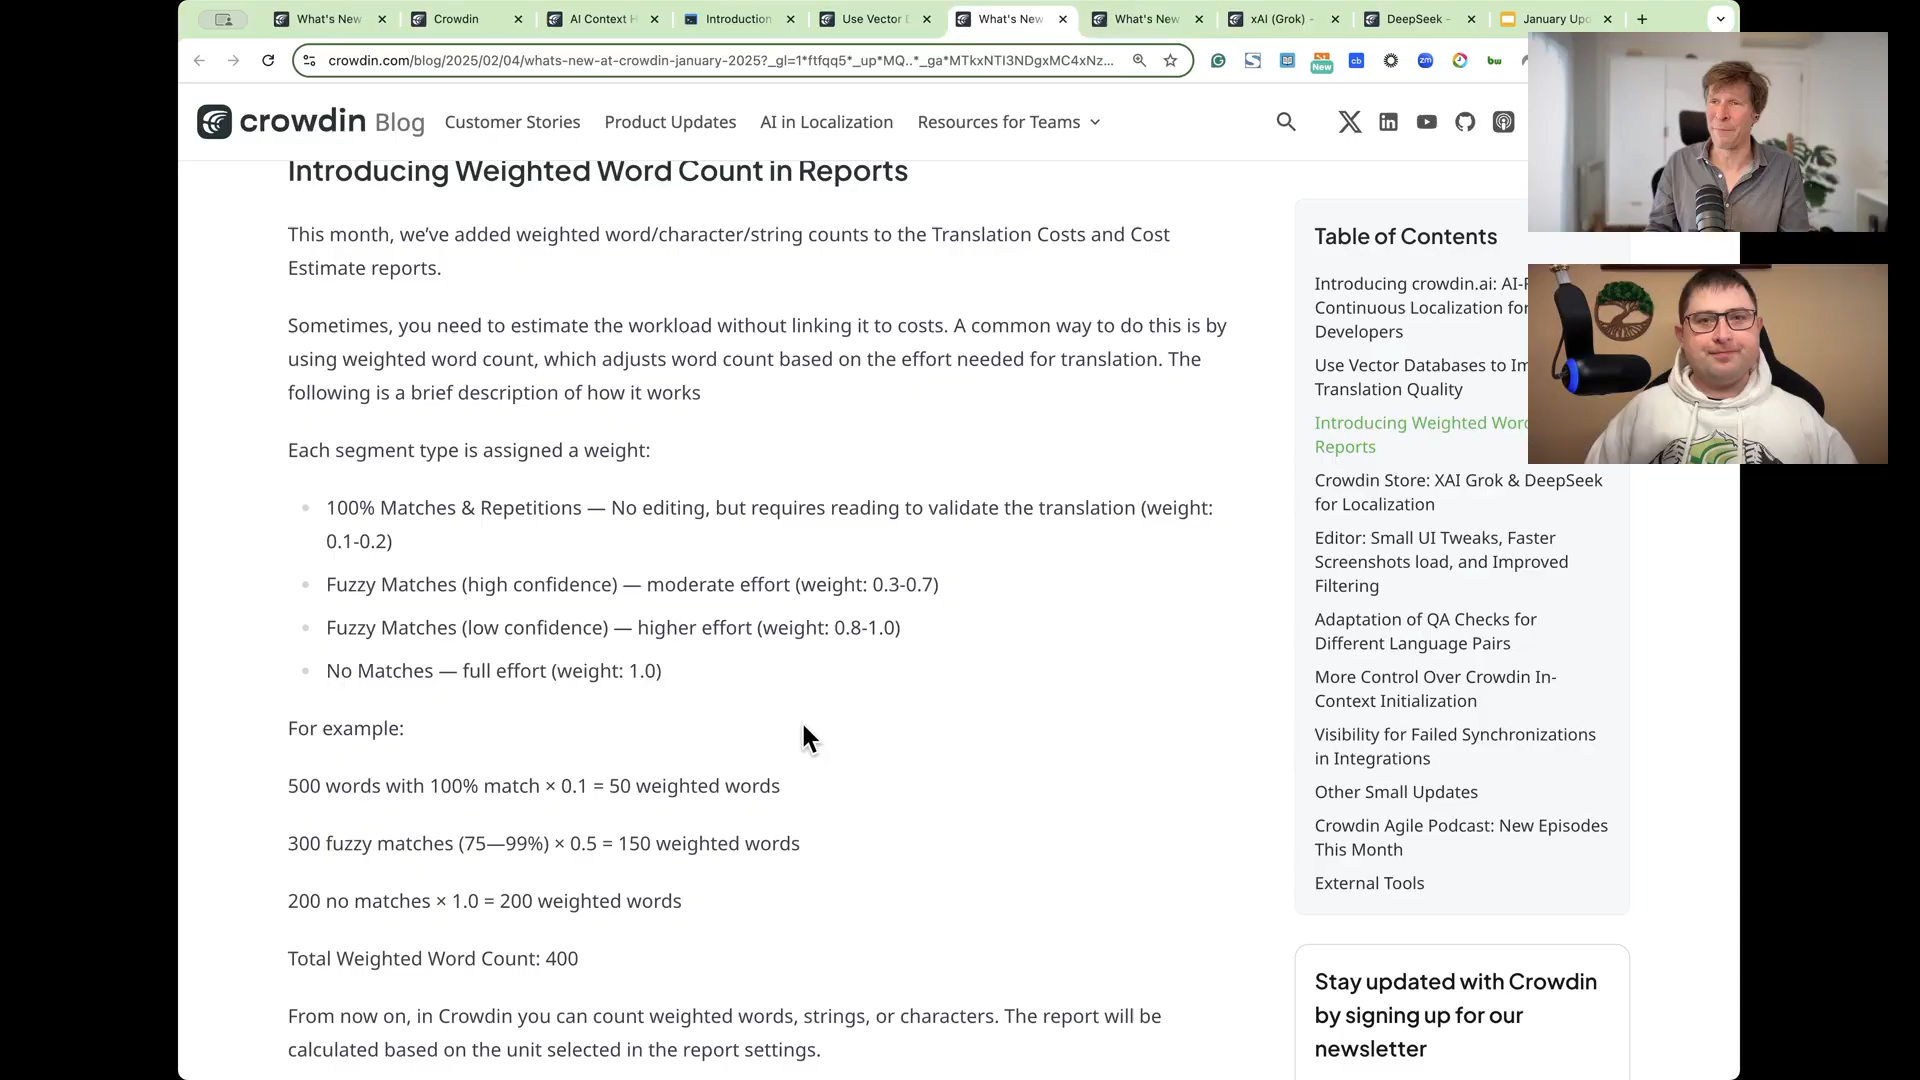 What's New
Crowdin
AI Context H
Introduction
Use Vector D
What's New
What's New
xAI (Grok) -
DeepSeek -
January Upd
crowdin.com/blog/2025/02/04/whats-new-at-crowdin-january-2025?_gl=1*ftfqq5*_up*MQ..*_ga*MTkxNTI3NDgxMC4xNz...
New
cb
zm
bw
crowdin Blog
Customer Stories
Product Updates
AI in Localization
Resources for Teams
Introducing Weighted Word Count in Reports
This month, we've added weighted word/character/string counts to the Translation Costs and Cost
Estimate reports.
Sometimes, you need to estimate the workload without linking it to costs. A common way to do this is by
using weighted word count, which adjusts word count based on the effort needed for translation. The
following is a brief description of how it works
Each segment type is assigned a weight:
100% Matches & Repetitions — No editing, but requires reading to validate the translation (weight:
0.1-0.2)
Fuzzy Matches (high confidence) — moderate effort (weight: 0.3-0.7)
Fuzzy Matches (low confidence) — higher effort (weight: 0.8-1.0)
No Matches — full effort (weight: 1.0)
For example:
500 words with 100% match × 0.1 = 50 weighted words
300 fuzzy matches (75—99%) × 0.5 = 150 weighted words
200 no matches × 1.0 = 200 weighted words
Total Weighted Word Count: 400
From now on, in Crowdin you can count weighted words, strings, or characters. The report will be
calculated based on the unit selected in the report settings.
Table of Contents
Introducing crowdin.ai: AI-
Continuous Localization for
Developers
Use Vector Databases to Im
Translation Quality
Introducing Weighted Word
Reports
Crowdin Store: XAI Grok & DeepSeek
for Localization
Editor: Small UI Tweaks, Faster
Screenshots load, and Improved
Filtering
Adaptation of QA Checks for
Different Language Pairs
More Control Over Crowdin In-
Context Initialization
Visibility for Failed Synchronizations
in Integrations
Other Small Updates
Crowdin Agile Podcast: New Episodes
This Month
External Tools
Stay updated with Crowdin
by signing up for our
newsletter